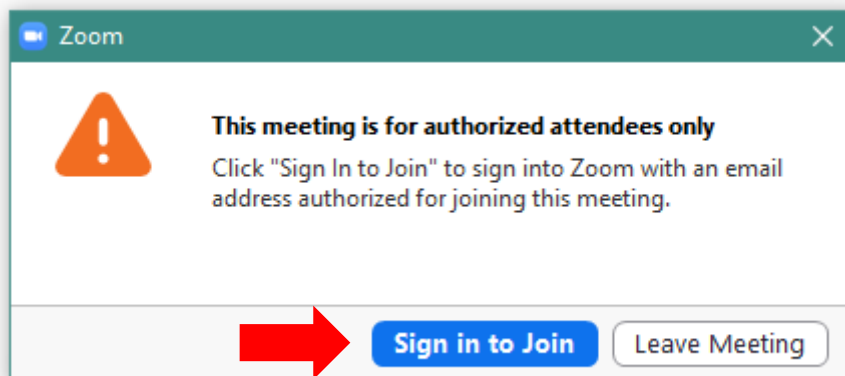 Zoom
This meeting is for authorized attendees only
Click "Sign In to Join" to sign into Zoom with an email
address authorized for joining this meeting.
Sign in to Join
Leave Meeting